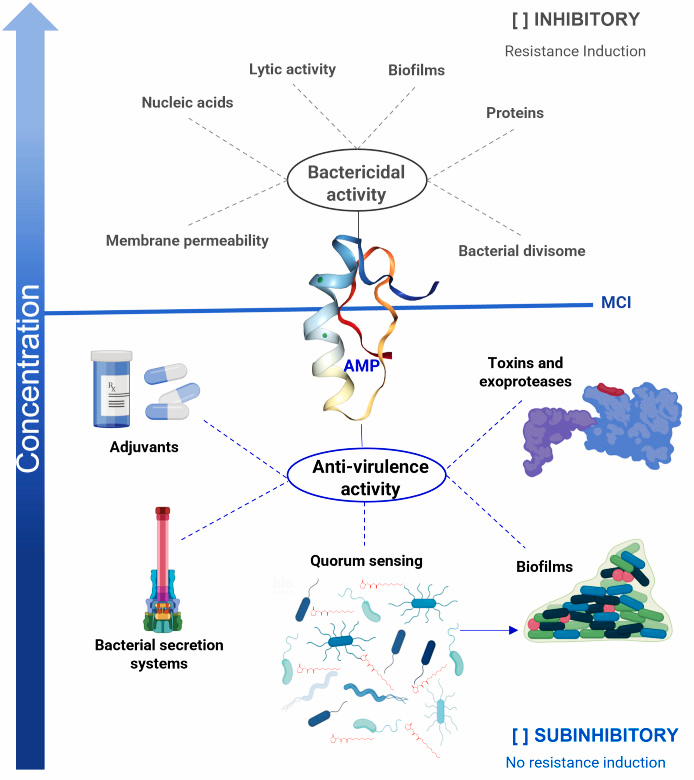 [ ] INHIBITORY
Resistance Induction
Lytic activity
Biofilms
Nucleic acids
Proteins
Bactericidal
activity
Membrane permeability
Bacterial divisome
Concentration
MCI
AMP
Toxins and
exoproteases
Rx
Adjuvants
Anti-virulence
activity
Quorum sensing
Biofilms
Bacterial secretion
systems
[ ] SUBINHIBITORY
No resistance induction